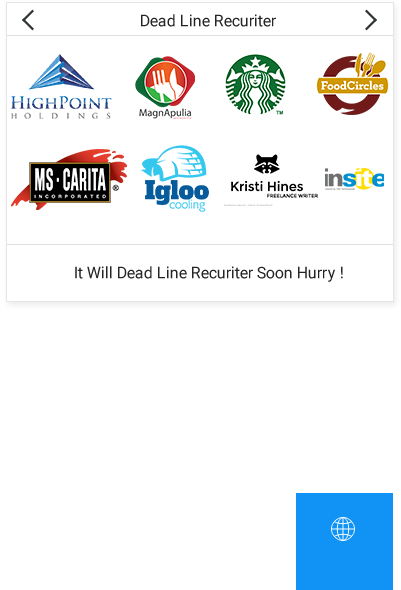 Dead Line Recuriter
HIGHPOINT
HOLDINGS
MagnApulia
TM
FoodCircles
MS·CARITA
INCORPORATED
®
Igloo
cooling
Kristi Hines
FREELANCE WRITER
insite
It Will Dead Line Recuriter Soon Hurry !